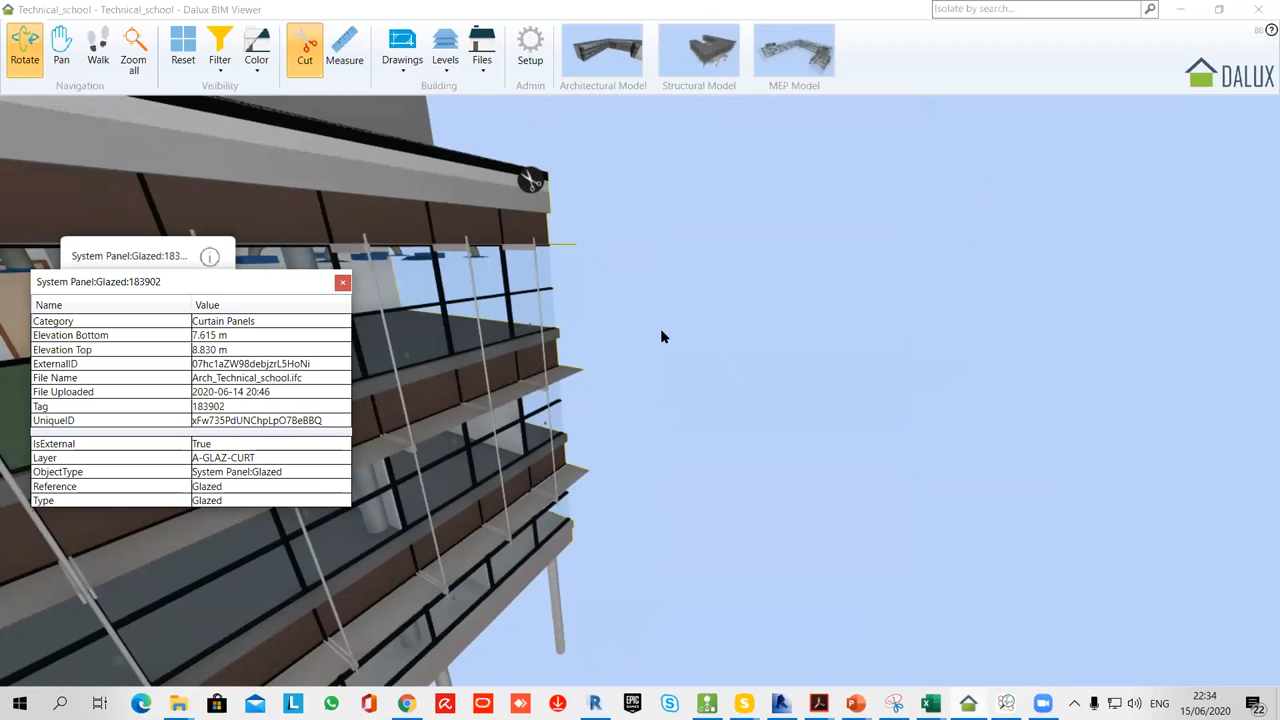 Technical_school - Technical_school - Dalux BIM Viewer
Isolate by search...
Rotate
Pan
Walk
Zoom all
Reset
Filter
Color
Cut
Measure
Drawings
Levels
Files
Setup
Navigation
Visibility
Building
Admin
Architectural Model
Structural Model
MEP Model
DALUX
System Panel:Glazed:183...
System Panel:Glazed:183902
Name Value
Category Curtain Panels
Elevation Bottom 7.615 m
Elevation Top 8.830 m
ExternalID 07hc1aZW98debjzrL5HoNi
File Name Arch_Technical_school.ifc
File Uploaded 2020-06-14 20:46
Tag 183902
UniqueID xFw735PdUNChpLpO7BeBBQ
IsExternal True
Layer A-GLAZ-CURT
ObjectType System Panel:Glazed
Reference Glazed
Type Glazed
ENG
22:34
15/06/2020
22